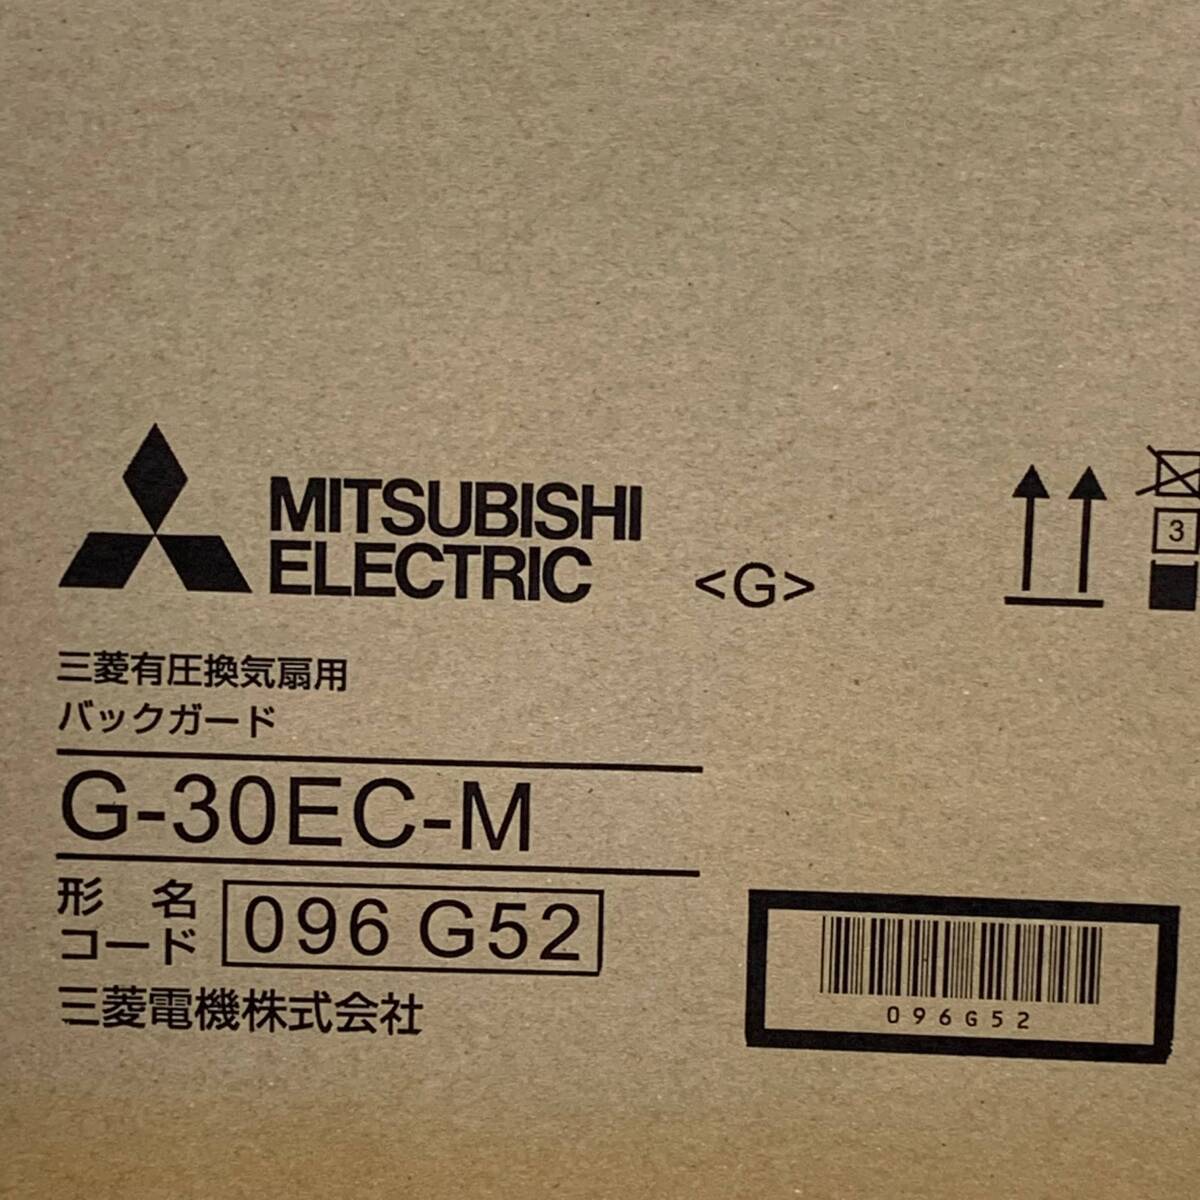 MITSUBISHI
ELECTRIC
<G>
3
三菱有圧換気扇用
バックガード
G-30EC-M
形名
コード
096 G52
三菱電機株式会社
096G52